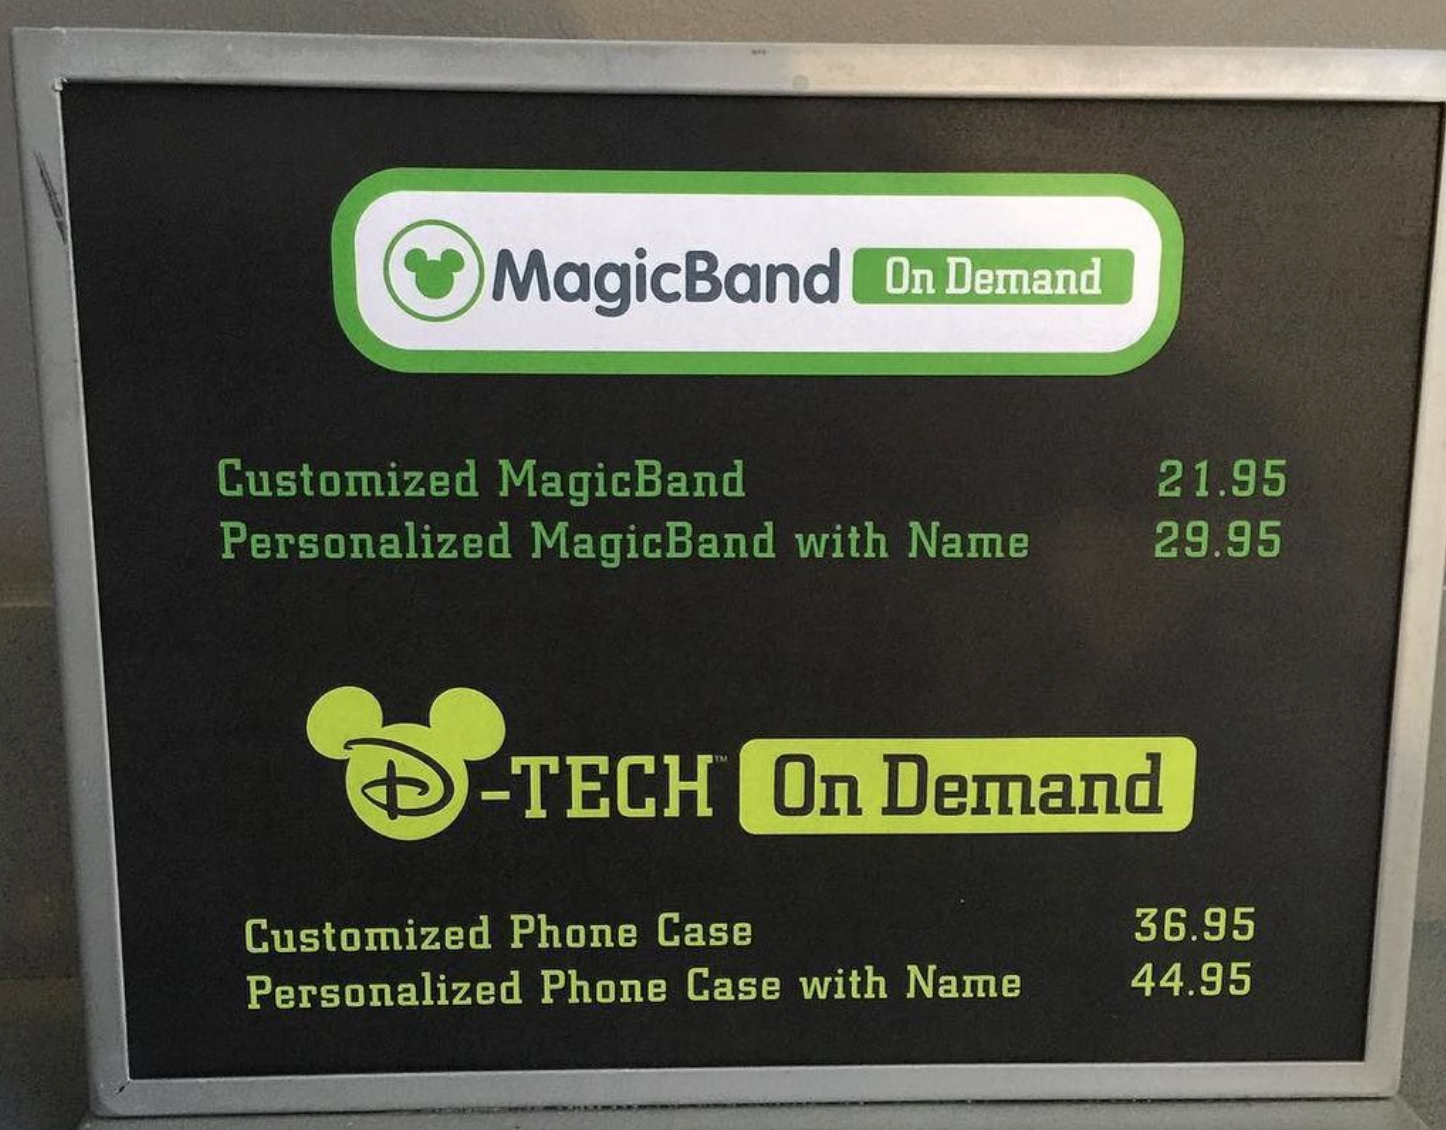 MagicBand On Demand
Customized MagicBand 21.95
Personalized MagicBand with Name 29.95
D-TECH™ On Demand
Customized Phone Case 36.95
Personalized Phone Case with Name 44.95